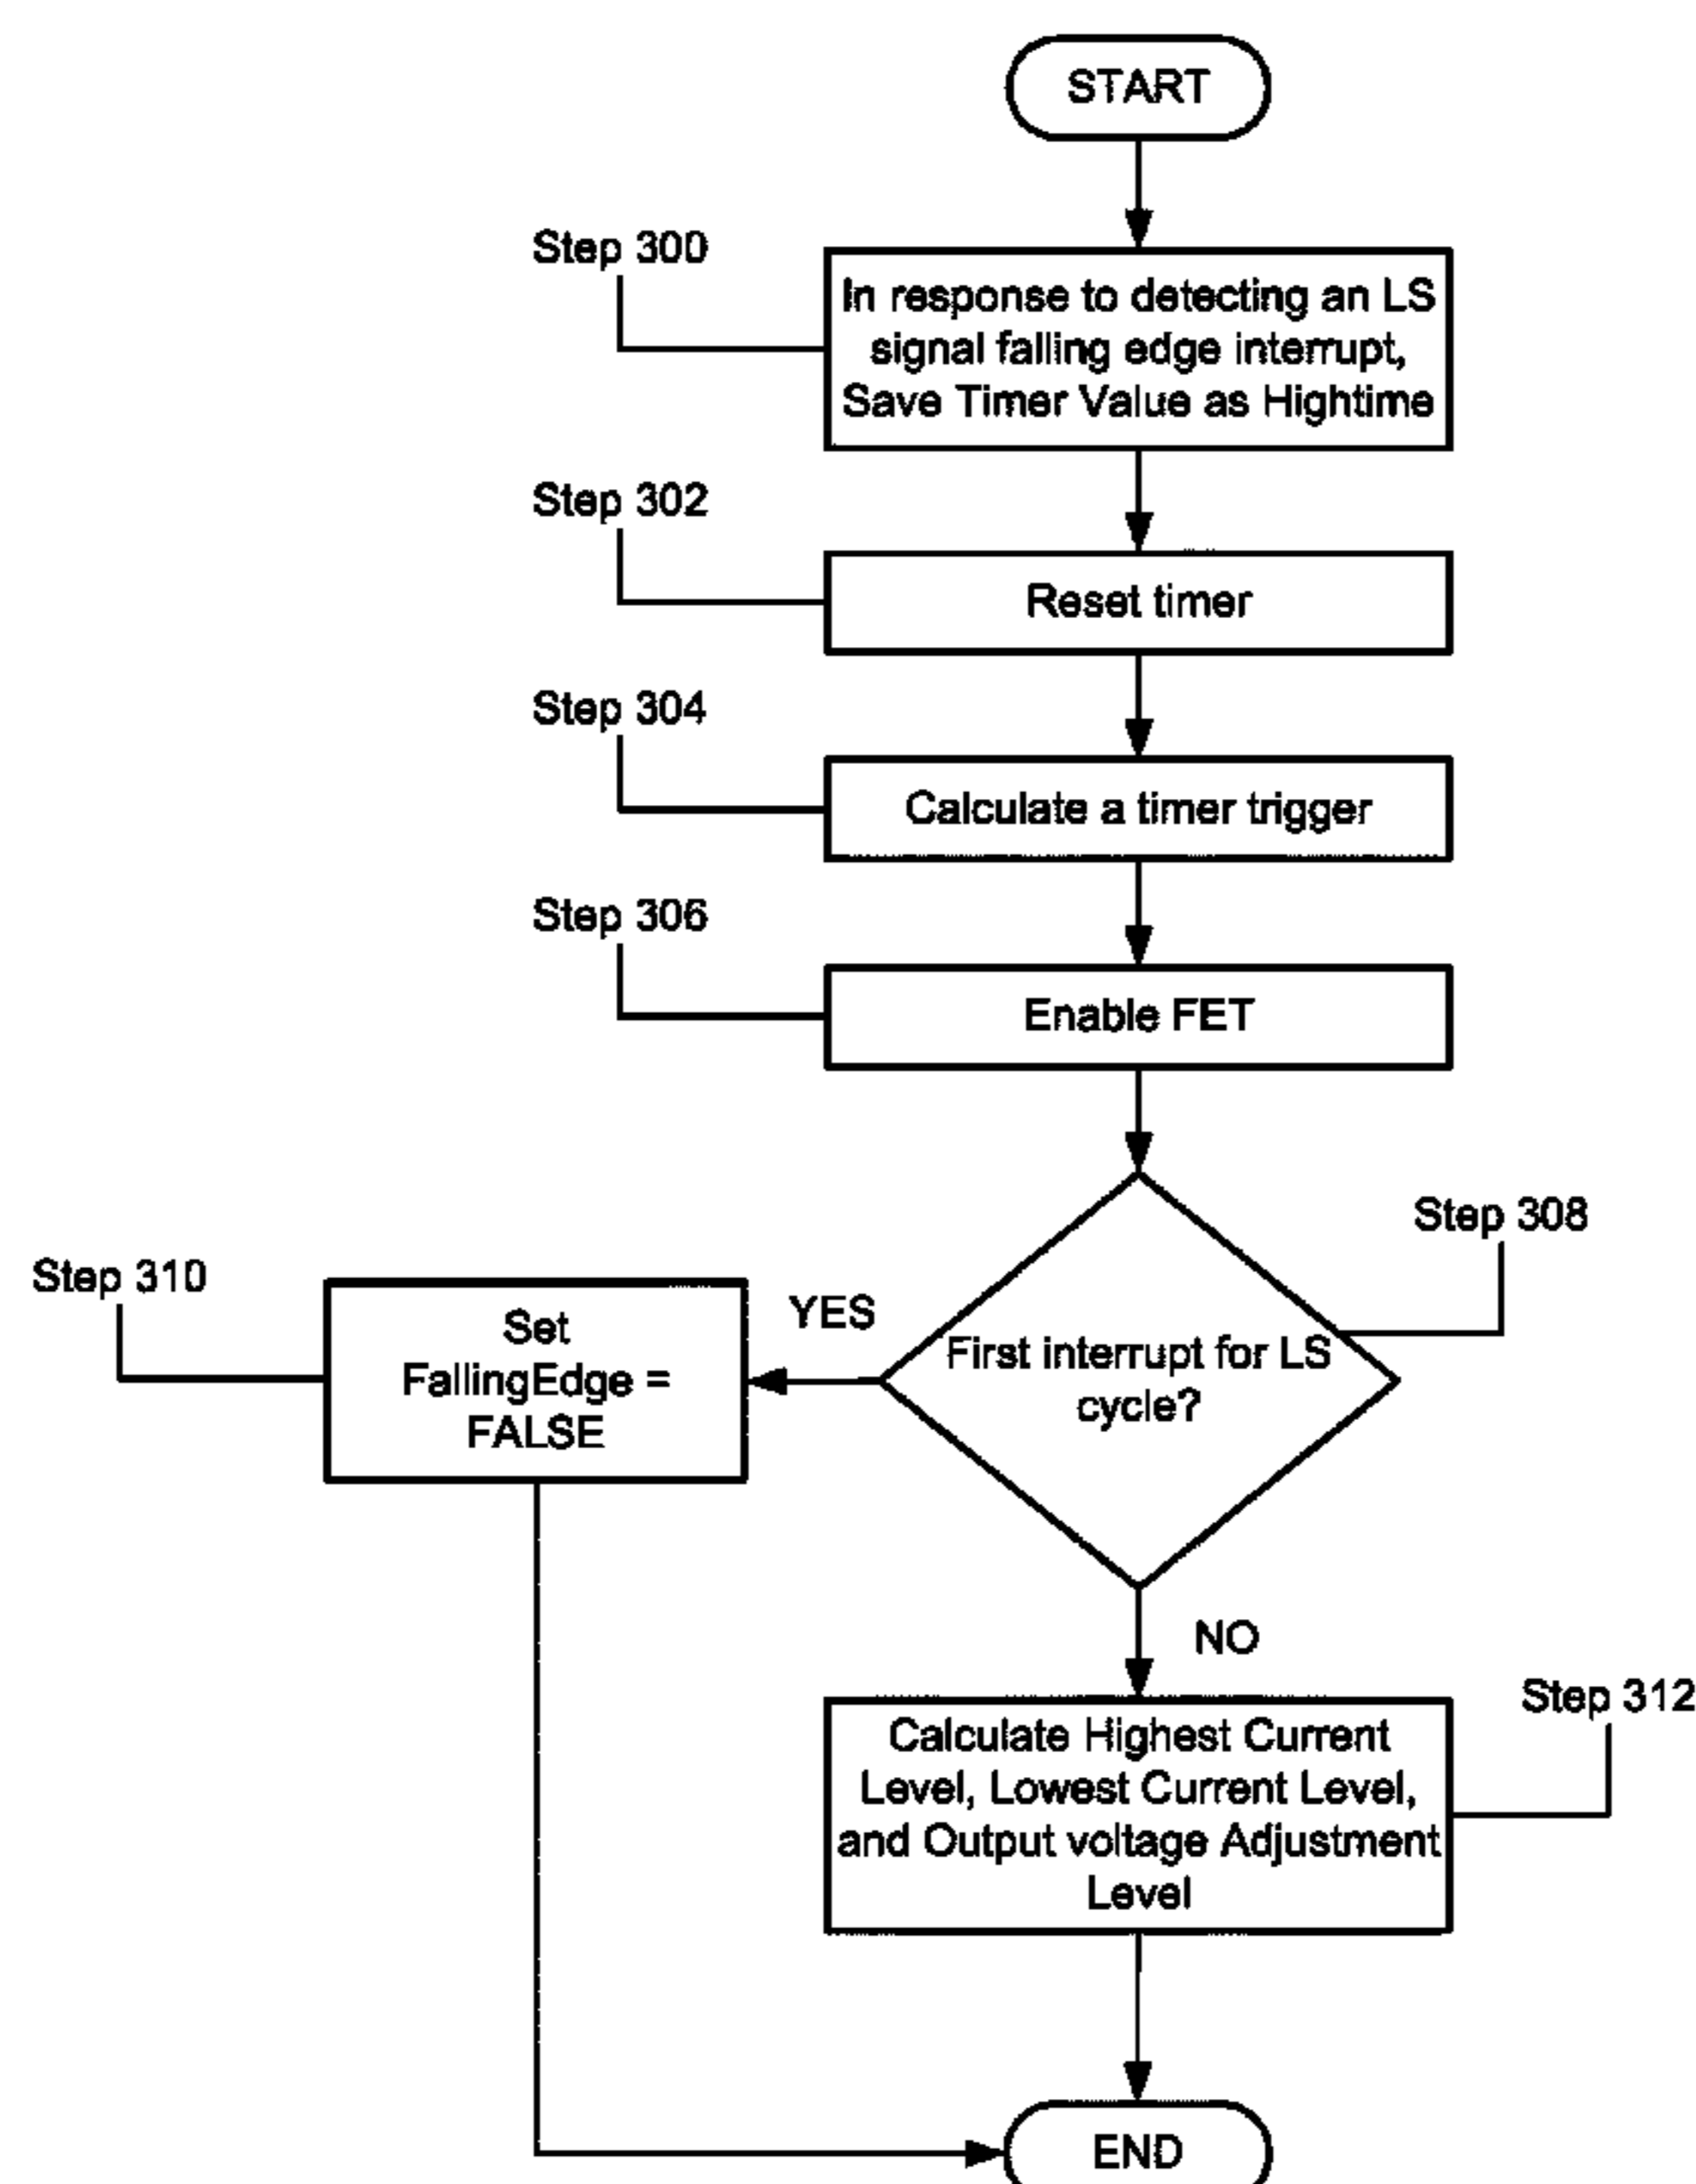 START
Step 300
In response to detecting an LS
signal falling edge interrupt,
Save Timer Value as Hightime
Step 302
Reset timer
Step 304
Calculate a timer trigger
Step 306
Enable FET
Step 308
First interrupt for LS
cycle?
YES
Step 310
Set
FallingEdge =
FALSE
NO
Step 312
Calculate Highest Current
Level, Lowest Current Level,
and Output voltage Adjustment
Level
END